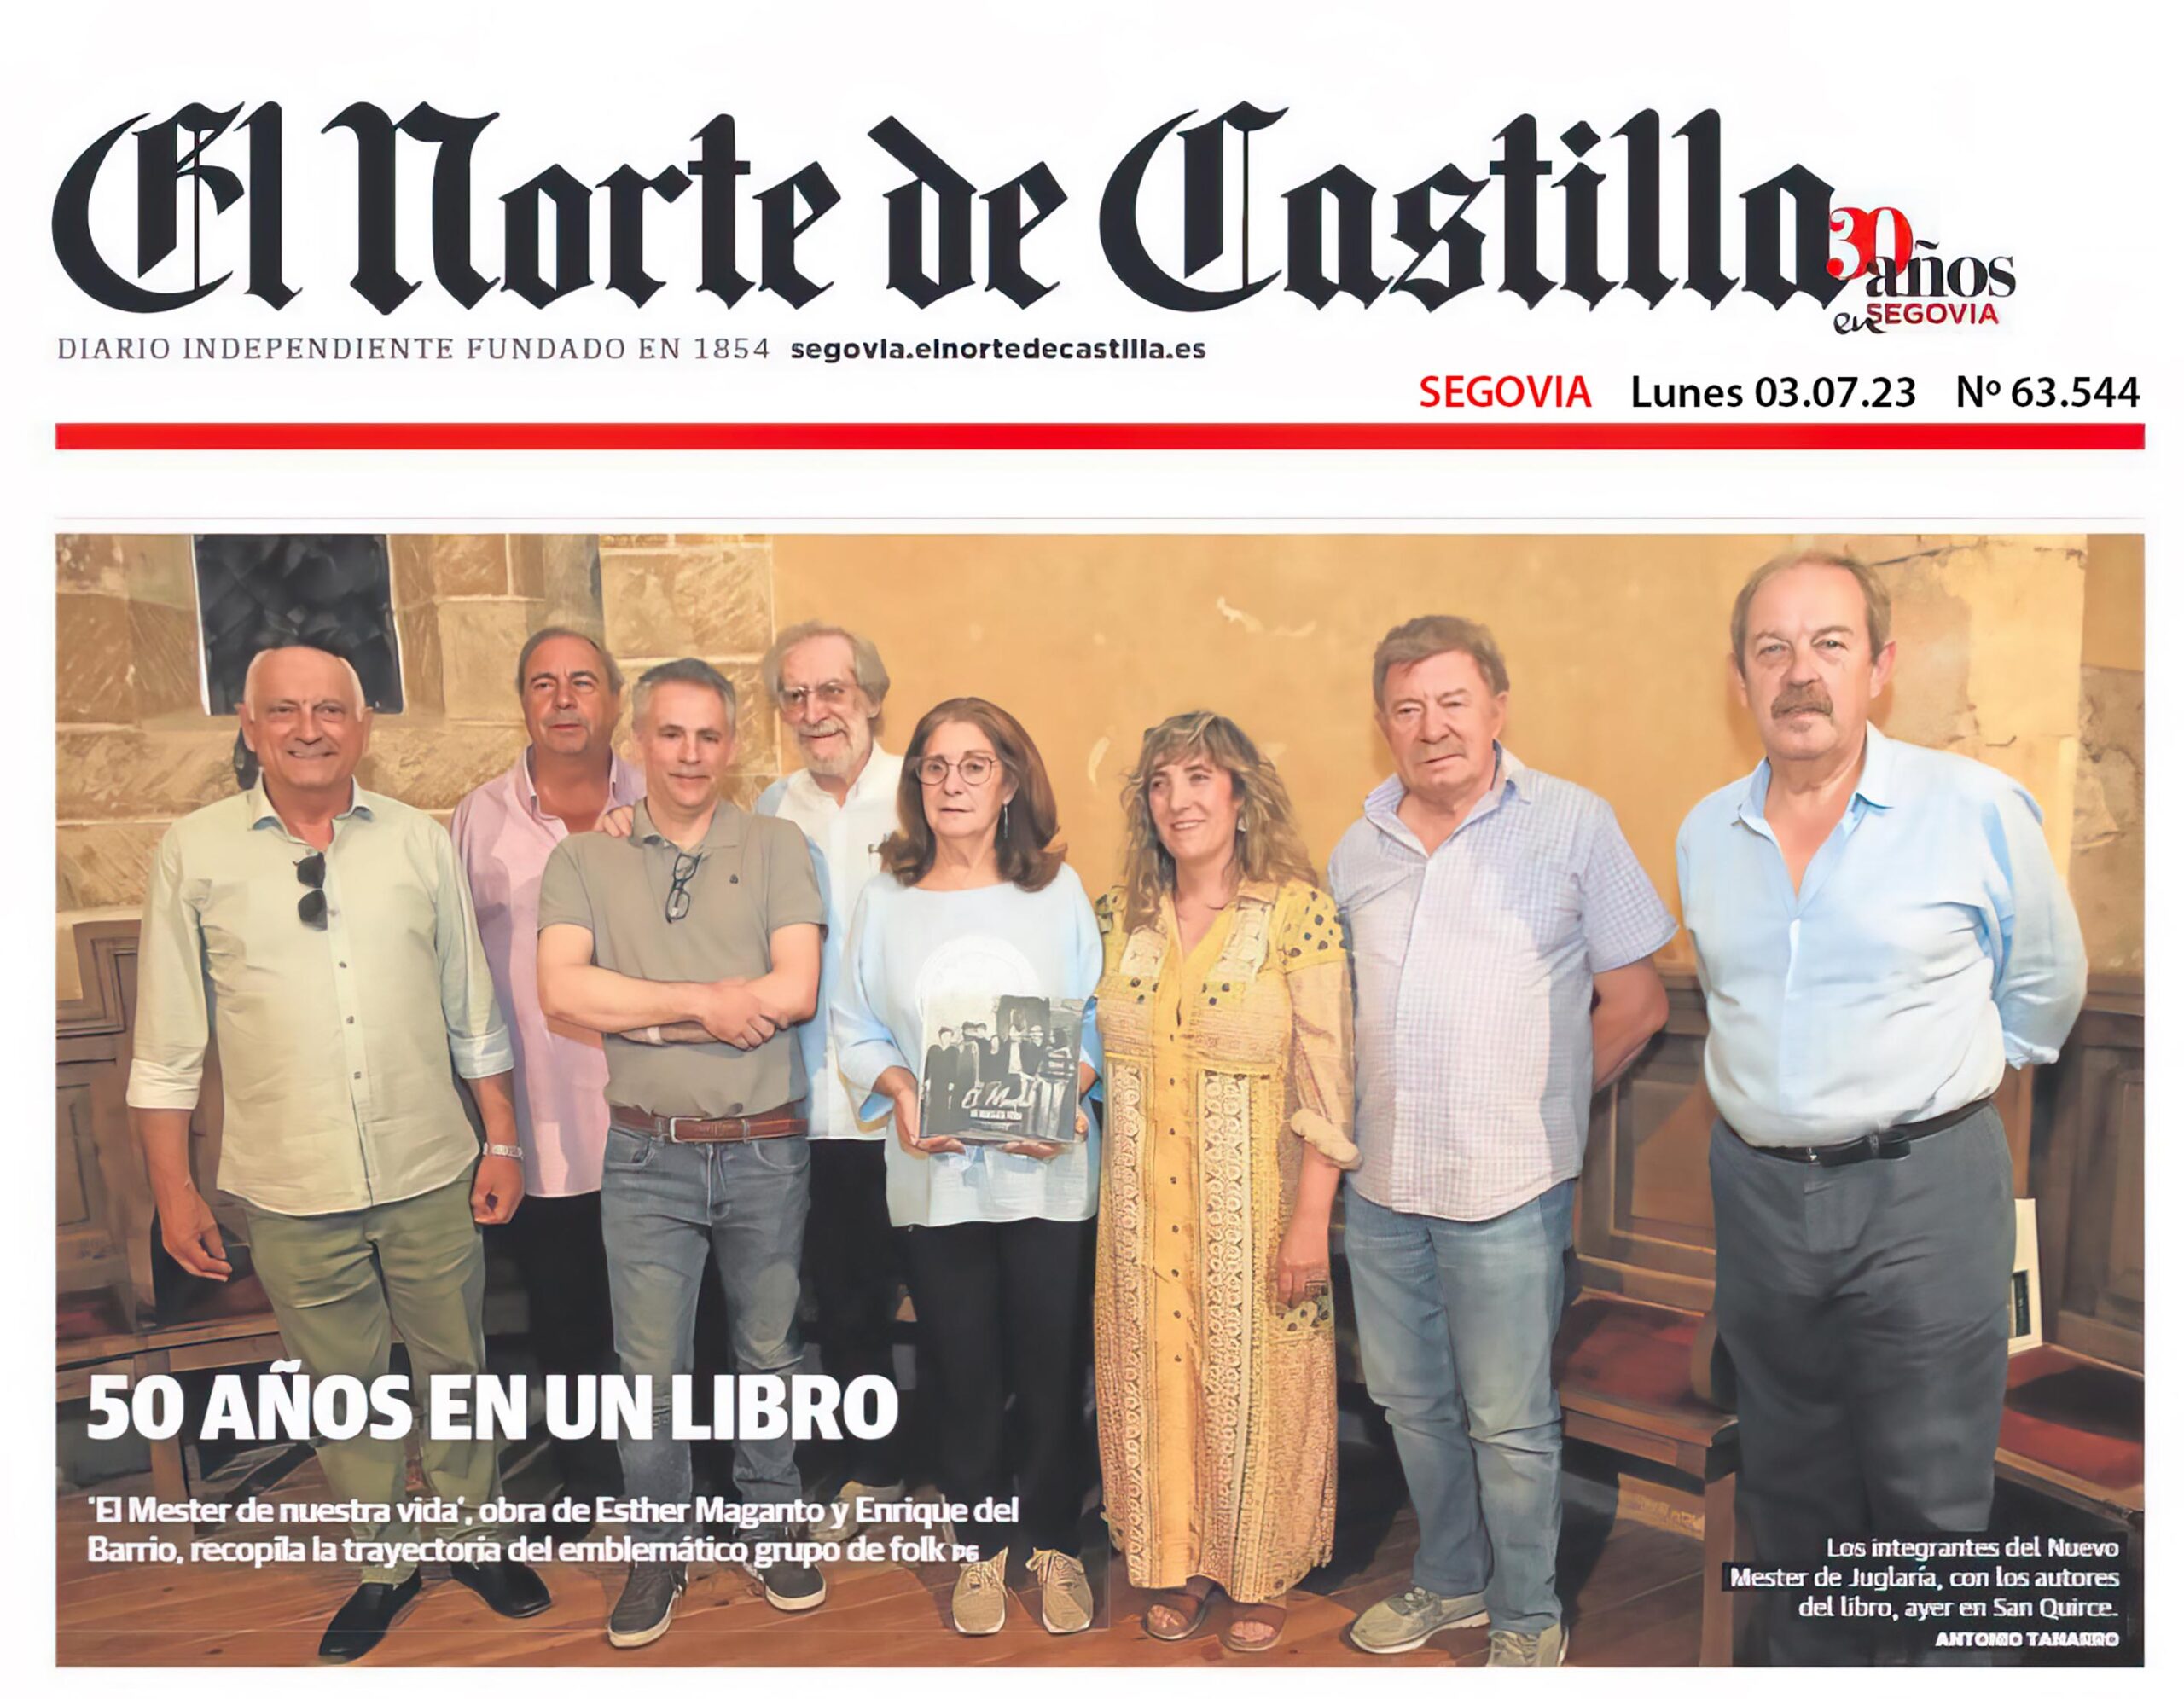 El Norte de Castilla
30 años
en SEGOVIA
DIARIO INDEPENDIENTE FUNDADO EN 1854 segovia.elnortedecastilla.es
SEGOVIA Lunes 03.07.23 Nº 63.544
50 AÑOS EN UN LIBRO
'El Mester de nuestra vida', obra de Esther Maganto y Enrique del
Barrio, recopila la trayectoria del emblemático grupo de folk P6
Los integrantes del Nuevo
Mester de Juglaría, con los autores
del libro, ayer en San Quirce.
ANTONIO TANARRO